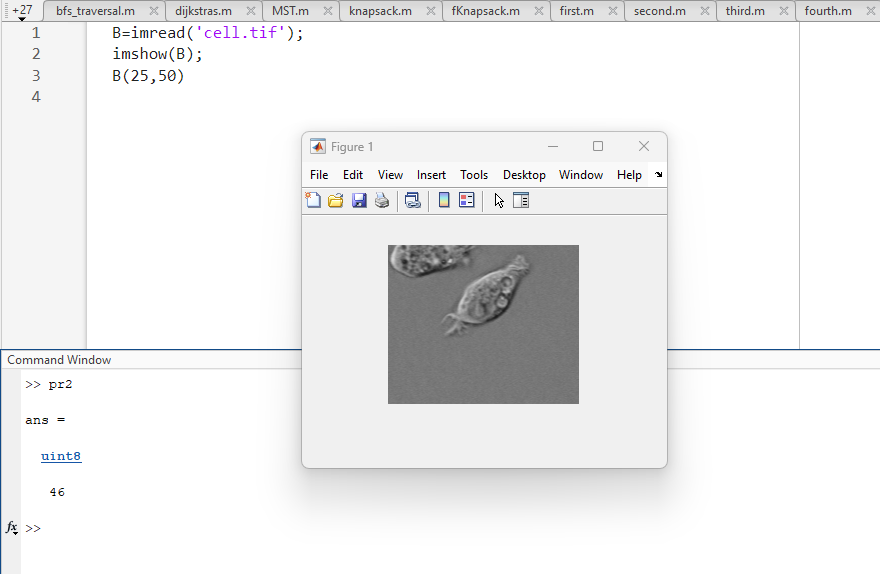 +27 bfs_traversal.m dijkstras.m MST.m knapsack.m fKnapsack.m first.m second.m third.m fourth.m
1 B=imread('cell.tif');
2 imshow(B);
3 B(25,50)
4
Figure 1
File Edit View Insert Tools Desktop Window Help
Command Window
>> pr2
ans =
uint8
46
fx >>